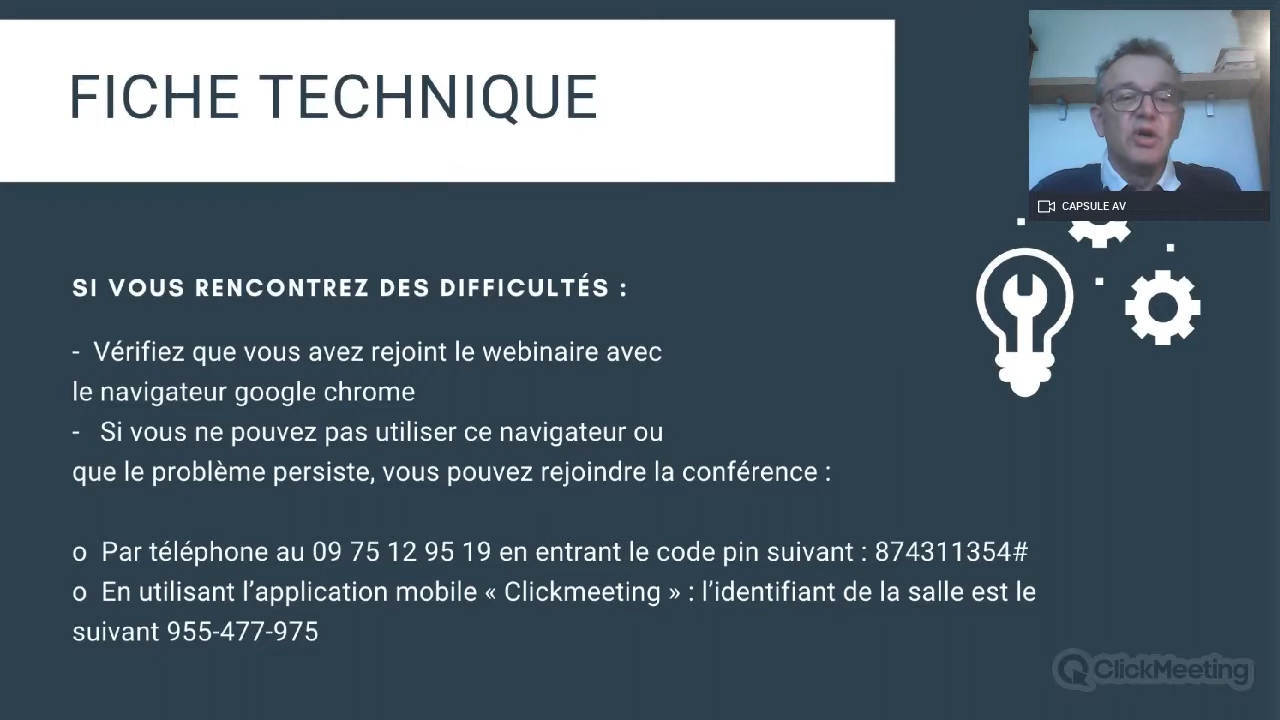 FICHE TECHNIQUE
CAPSULE AV
SI VOUS RENCONTREZ DES DIFFICULTÉS :
- Vérifiez que vous avez rejoint le webinaire avec
le navigateur google chrome
- Si vous ne pouvez pas utiliser ce navigateur ou
que le problème persiste, vous pouvez rejoindre la conférence :
o Par téléphone au 09 75 12 95 19 en entrant le code pin suivant : 874311354#
o En utilisant l’application mobile « Clickmeeting » : l’identifiant de la salle est le
suivant 955-477-975
ClickMeeting